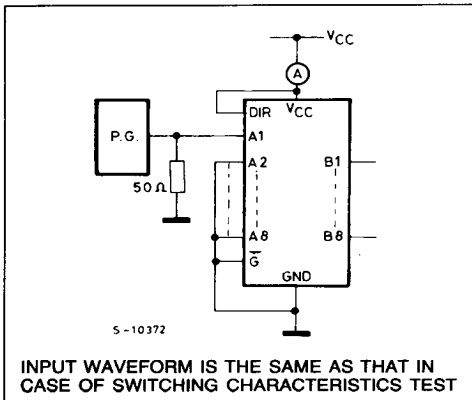 VCC
A
DIR
VCC
P.G.
A1
A2
B1
50Ω
A8
B8
G
GND
S-10372
INPUT WAVEFORM IS THE SAME AS THAT IN
CASE OF SWITCHING CHARACTERISTICS TEST